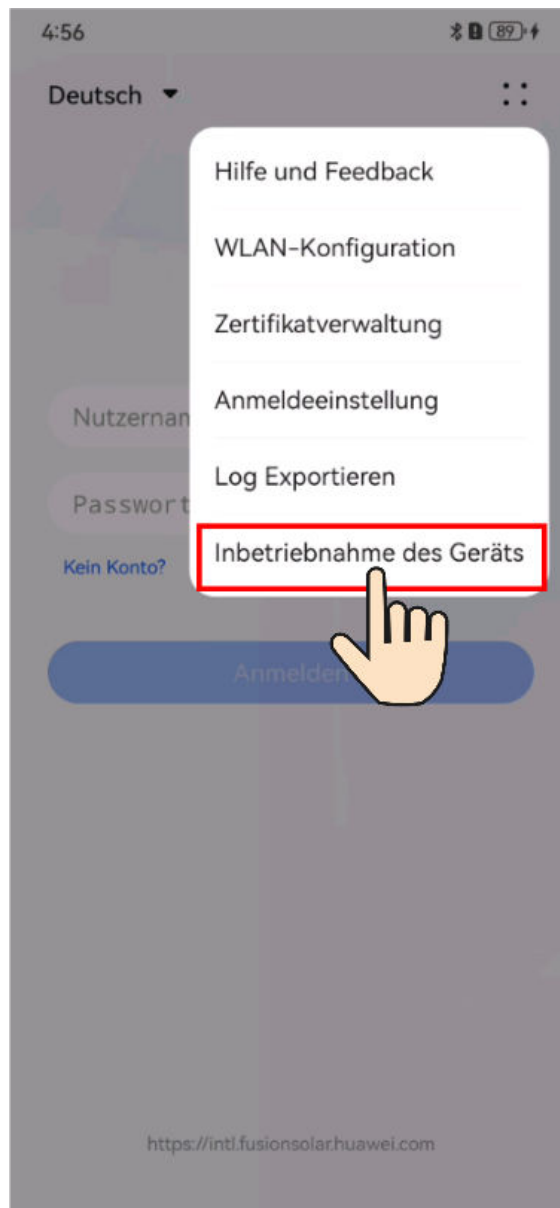 4:56
89
Deutsch
Hilfe und Feedback
WLAN-Konfiguration
Zertifikatverwaltung
Anmeldeeinstellung
Nutzernan
Log Exportieren
Passwort
Inbetriebnahme des Geräts
Kein Konto?
Anmelden
https://intl.fusionsolar.huawei.com